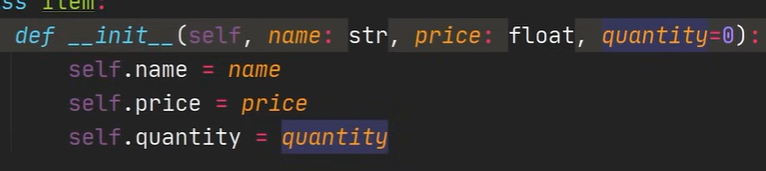 ss Item:
def __init__(self, name: str, price: float, quantity=0):
self.name = name
self.price = price
self.quantity = quantity